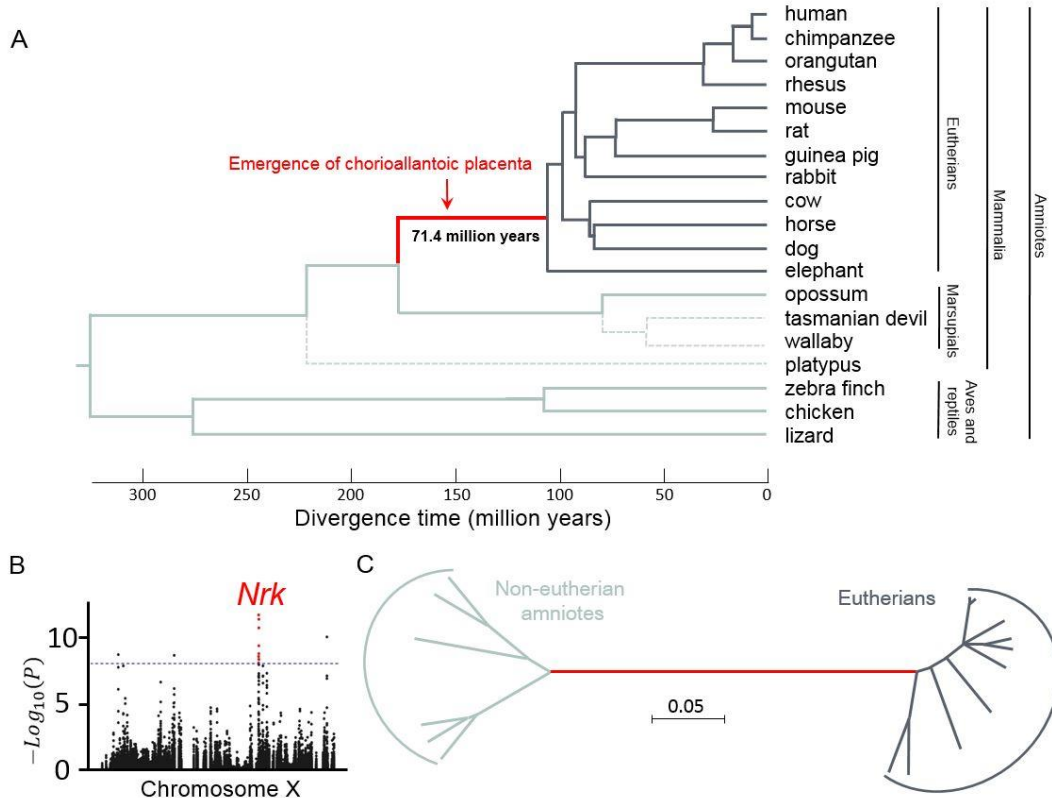 A
human
chimpanzee
orangutan
rhesus
mouse
rat
guinea pig
rabbit
cow
horse
dog
elephant
opossum
tasmanian devil
wallaby
platypus
zebra finch
chicken
lizard
Eutherians
Marsupials
Aves and
reptiles
Mammalia
Amniotes
Emergence of chorioallantoic placenta
71.4 million years
300
250
200
150
100
50
0
Divergence time (million years)
B
Nrk
10
5
0
−Log10(P)
Chromosome X
C
Non-eutherian
amniotes
Eutherians
0.05